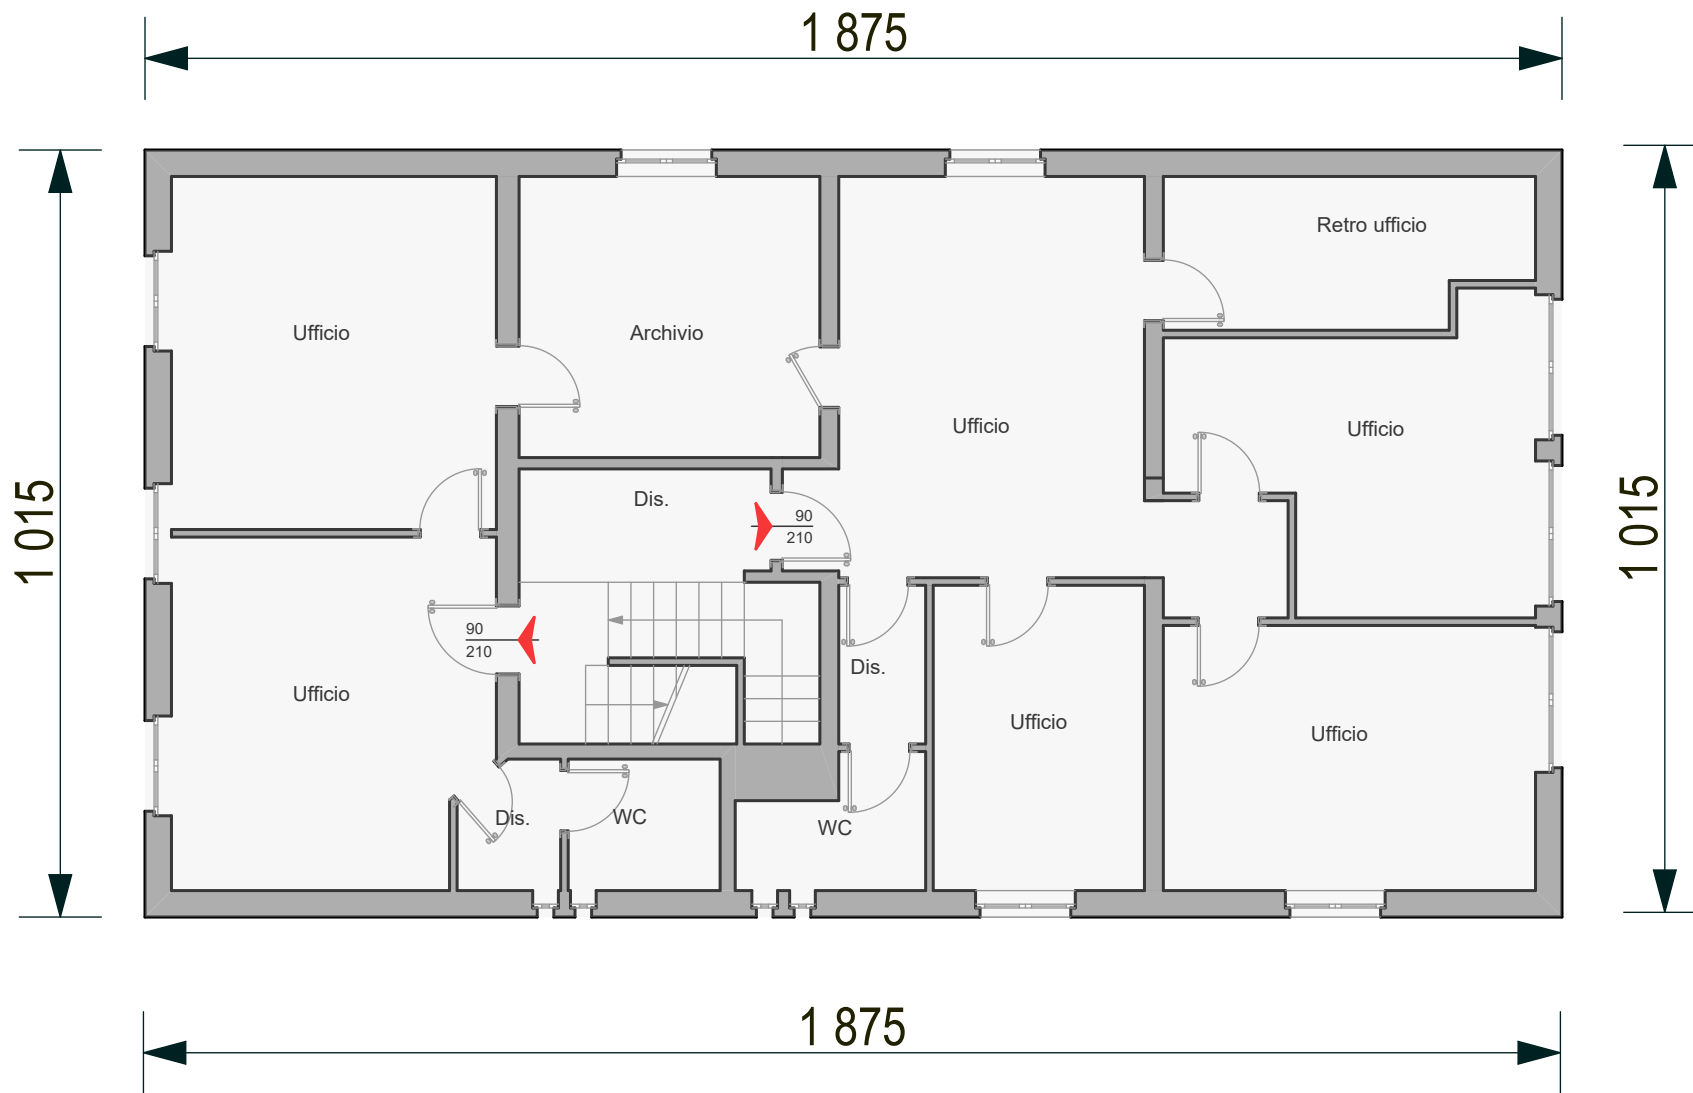 1 875
Retro ufficio
Ufficio
Archivio
Ufficio
Ufficio
Dis.
90
210
1 015
1 015
90
210
Dis.
Ufficio
Ufficio
Ufficio
Dis.
WC
WC
1 875